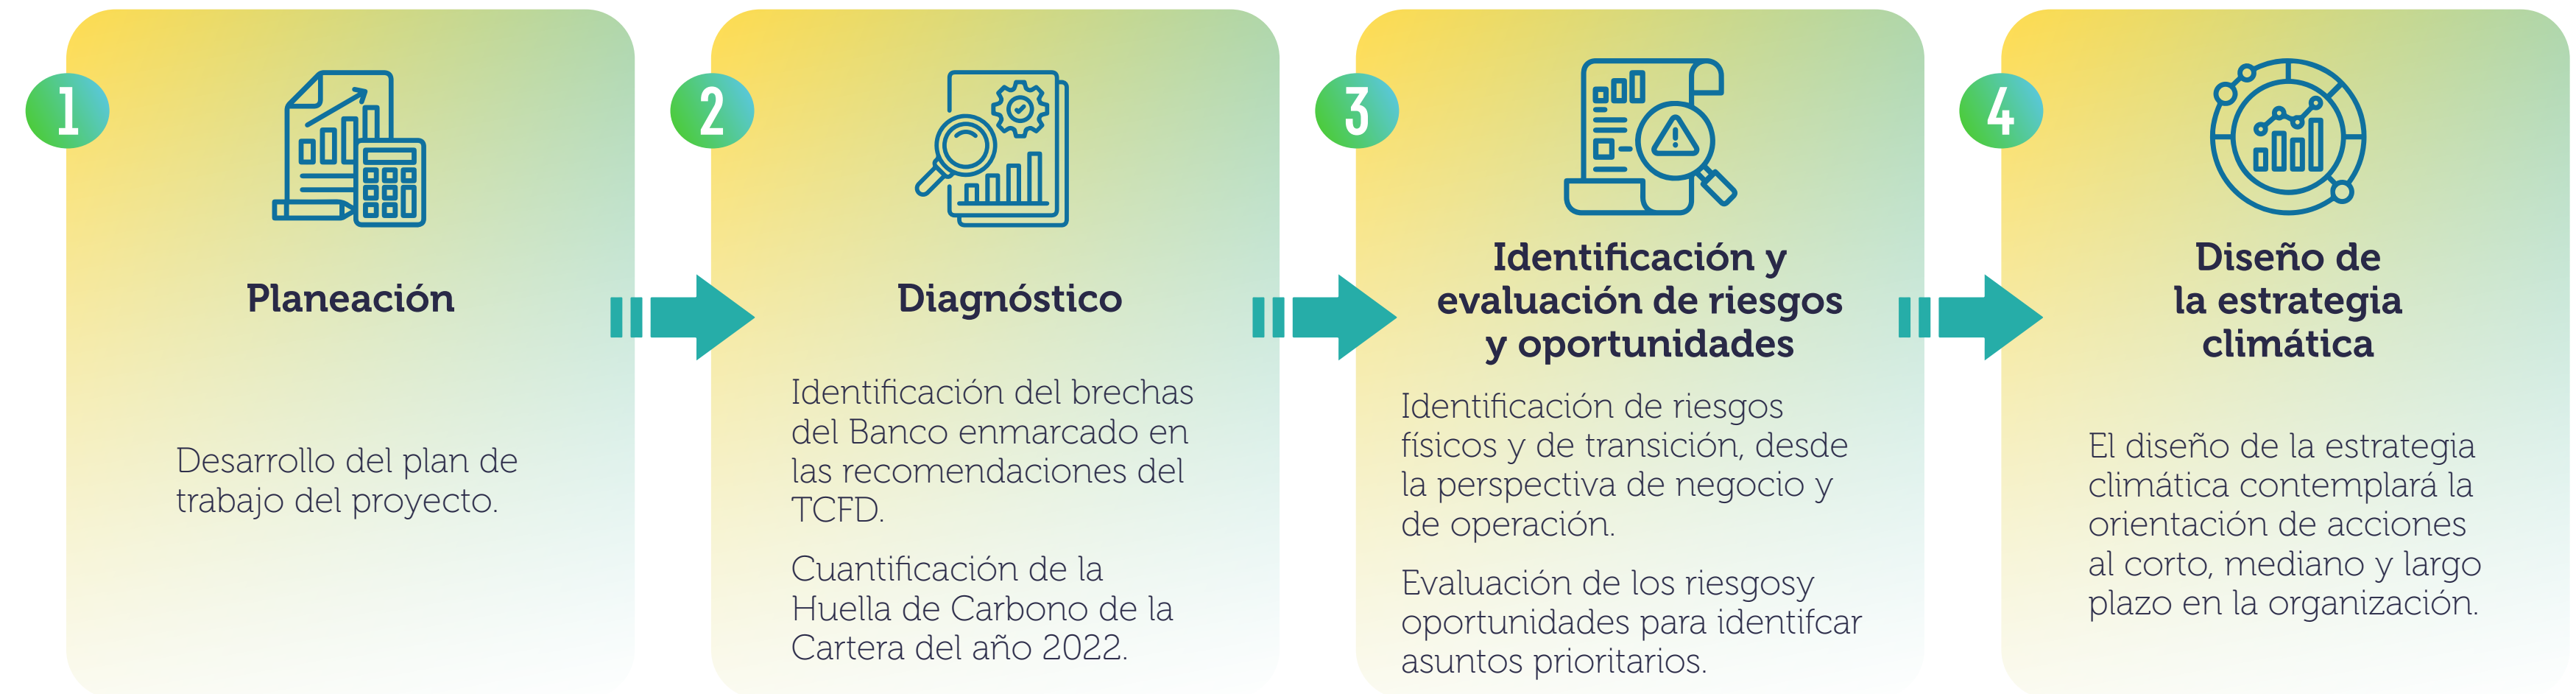 1
Planeación
Desarrollo del plan de
trabajo del proyecto.
2
Diagnóstico
Identificación del brechas
del Banco enmarcado en
las recomendaciones del
TCFD.
Cuantificación de la
Huella de Carbono de la
Cartera del año 2022.
3
Identificación y
evaluación de riesgos
y oportunidades
Identificación de riesgos
físicos y de transición, desde
la perspectiva de negocio y
de operación.
Evaluación de los riesgosy
oportunidades para identifcar
asuntos prioritarios.
4
Diseño de
la estrategia
climática
El diseño de la estrategia
climática contemplará la
orientación de acciones
al corto, mediano y largo
plazo en la organización.